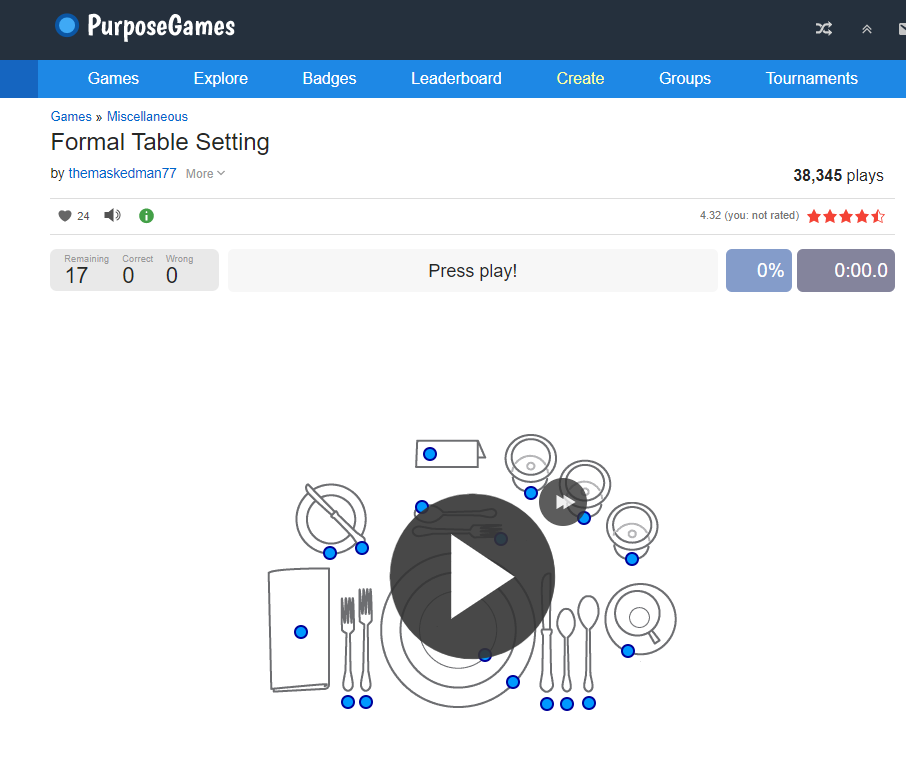 PurposeGames
Games Explore Badges Leaderboard Create Groups Tournaments
Games » Miscellaneous
Formal Table Setting
by themaskedman77 More
38,345 plays
24
4.32 (you: not rated)
Remaining Correct Wrong
17 0 0
Press play!
0%
0:00.0